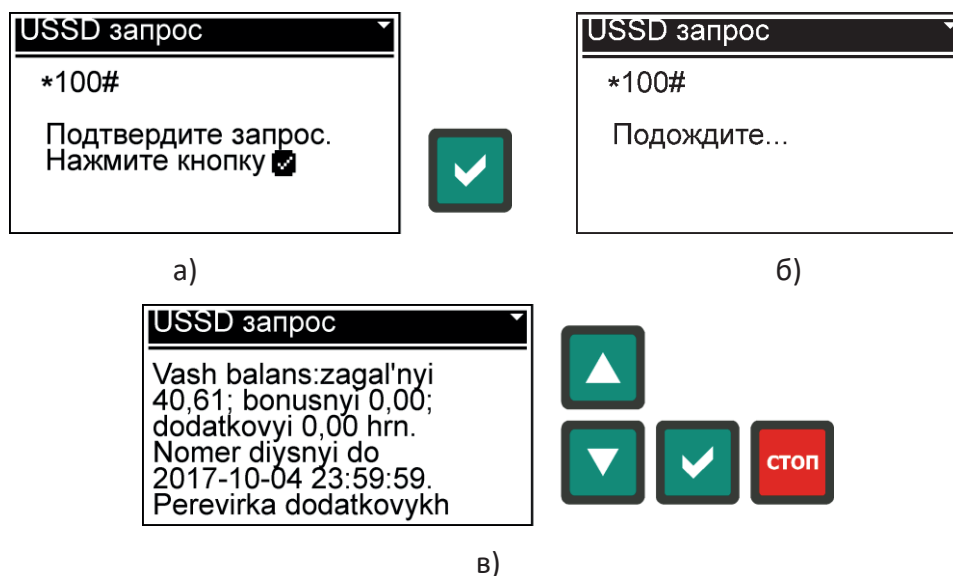 USSD запрос
*100#
Подтвердите запрос.
Нажмите кнопку
а)
USSD запрос
*100#
Подождите...
б)
USSD запрос
Vash balans:zagal'nyi
40,61; bonusnyi 0,00;
dodatkovyi 0,00 hrn.
Nomer diysnyi do
2017-10-04 23:59:59.
Perevirka dodatkovykh
стоп
в)